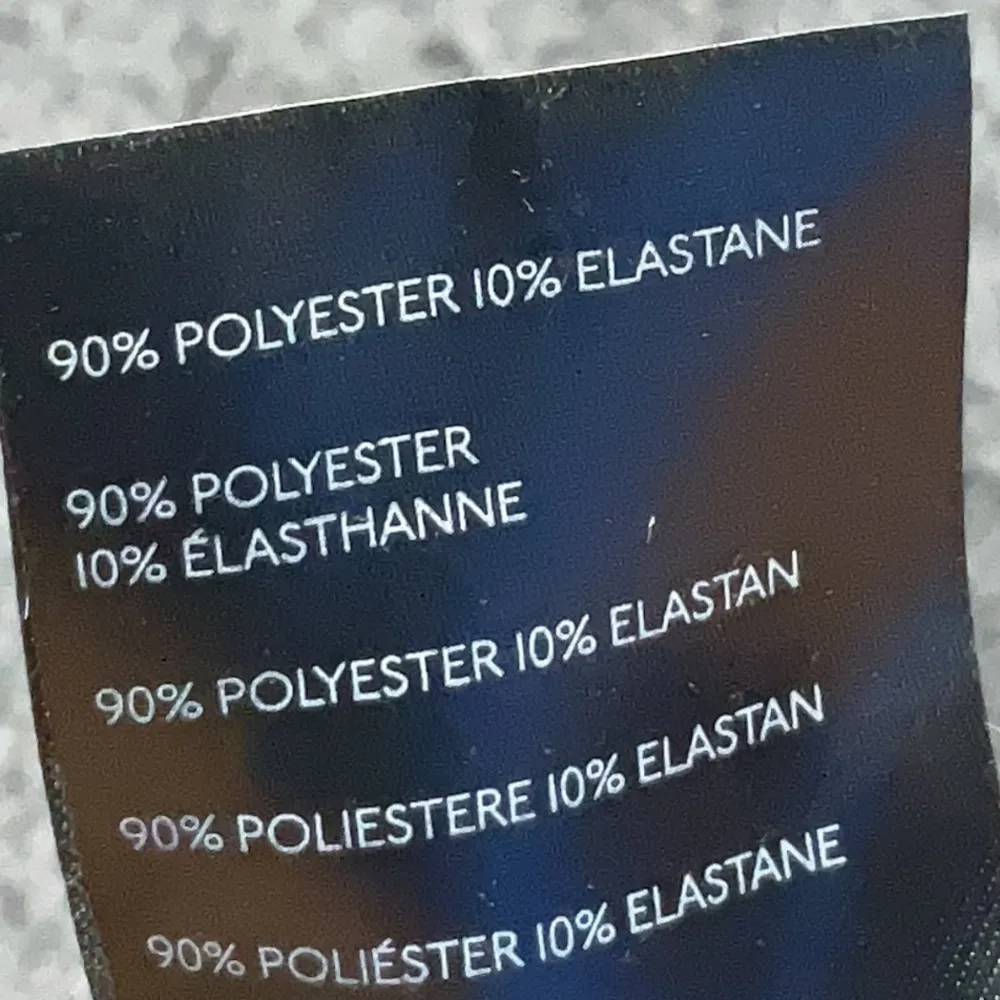 90% POLYESTER 10% ELASTANE
90% POLYESTER
10% ÉLASTHANNE
90% POLYESTER 10% ELASTAN
90% POLIESTERE 10% ELASTAN
90% POLIÉSTER 10% ELASTANE